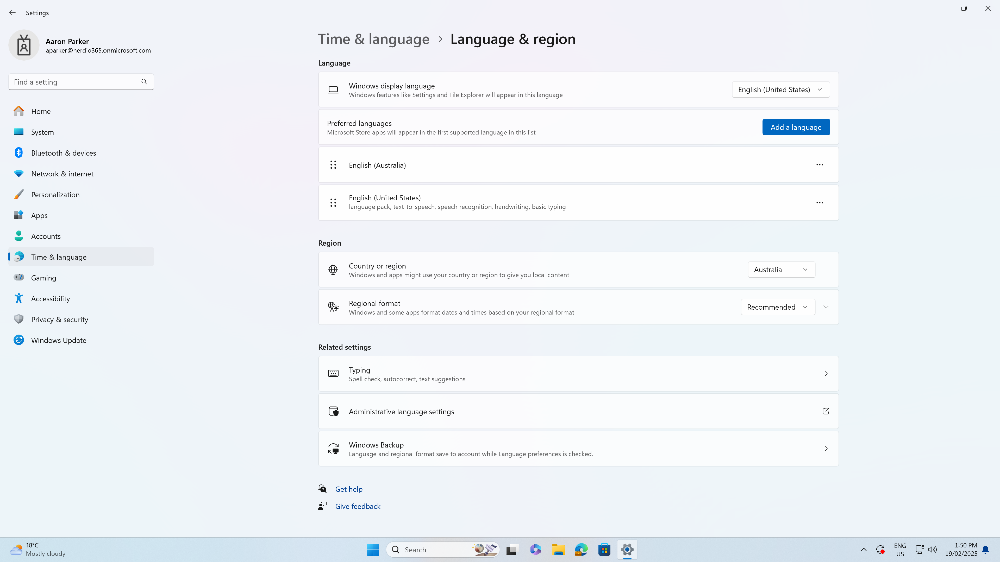 Settings
Aaron Parker
aparker@nerdio365.onmicrosoft.com
Find a setting
Home
System
Bluetooth & devices
Network & internet
Personalization
Apps
Accounts
Time & language
Gaming
Accessibility
Privacy & security
Windows Update
Time & language > Language & region
Language
Windows display language
Windows features like Settings and File Explorer will appear in this language
English (United States)
Preferred languages
Microsoft Store apps will appear in the first supported language in this list
Add a language
English (Australia)
English (United States)
language pack, text-to-speech, speech recognition, handwriting, basic typing
Region
Country or region
Windows and apps might use your country or region to give you local content
Australia
Regional format
Windows and some apps format dates and times based on your regional format
Recommended
Related settings
Typing
Spell check, autocorrect, text suggestions
Administrative language settings
Windows Backup
Language and regional format save to account while Language preferences is checked.
Get help
Give feedback
18°C
Mostly cloudy
Search
ENG
US
1:50 PM
19/02/2025